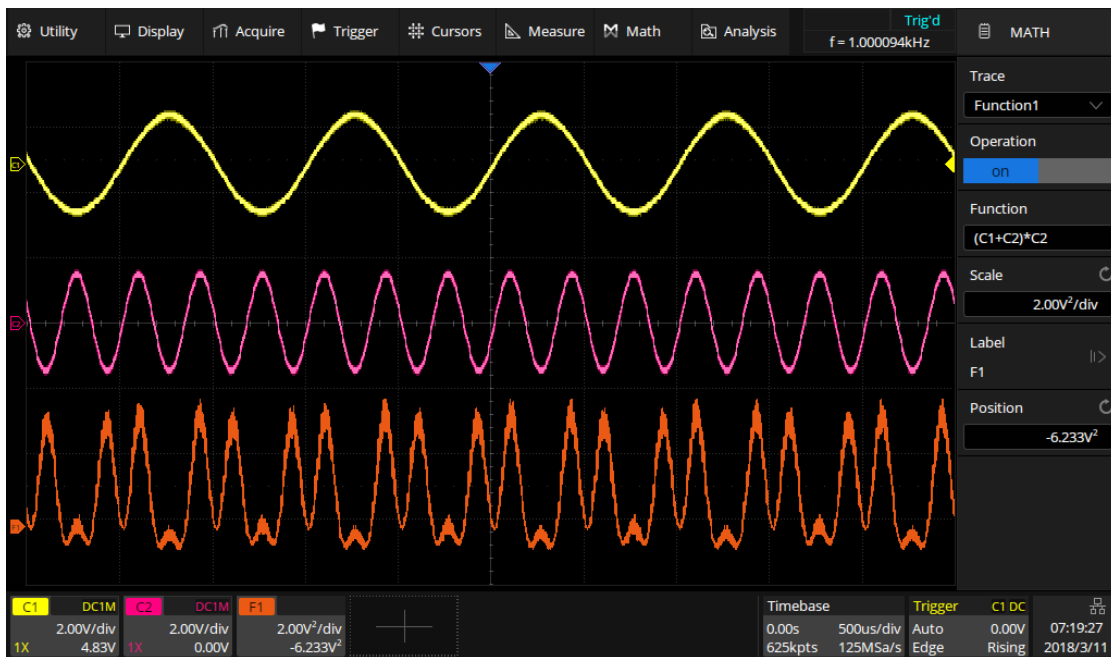 Utility Display Acquire Trigger Cursors Measure Math Analysis
Trig'd
f = 1.000094kHz
MATH
Trace
Function1
Operation
on
Function
(C1+C2)*C2
Scale
2.00V²/div
Label
F1
Position
-6.233V²
C1
C2
F1
C1 DC1M
2.00V/div
1X 4.83V
C2 DC1M
2.00V/div
1X 0.00V
F1
2.00V²/div
-6.233V²
Timebase
0.00s 500us/div
625kpts 125MSa/s
Trigger C1 DC
Auto 0.00V
Edge Rising
07:19:27
2018/3/11